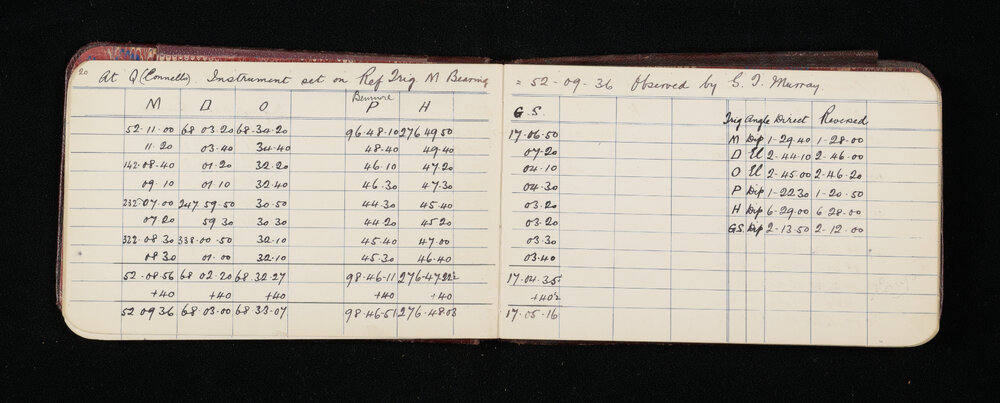 20 At Q (Connells). Instrument set on Ref Trig M Bearing = 52-09-36 Observed by G. T. Murray.
M D O Benmore P H G.S. Trig Angle Direct Reversed
52.11.00 68.03.20 68.34.20 96.48.10 276.49.50 17.06.50 M Dip 1-29.40 1-28.00
11.20 03.40 34.40 48.40 49.40 07.20 D El 2-44.10 2-46.00
142.08.40 01.20 32.20 46.10 47.20 04.10 O El 2-45.00 2-46.20
09.10 01.10 32.40 46.30 47.30 04.30 P Dip 1-22.30 1-20.50
232.07.00 247.59.50 30.50 44.30 45.40 03.20 H Dip 6-29.00 6 28.00
07.20 59 30 30 30 44 20 45 20 03.20 G.S. Dip 2-13.50 2-12.00
322.08.30 338.00.50 32.10 45.40 47.00 03.30
08 30 01.00 32.10 45.30 46.40 03.40
52.08.56 68 02.20 68 32.27 98.46.11 276.47.22½ 17.04.35
+40 +40 +40 +40 +40 +40½
52 09 36 68.03.00 68 33.07 98.46.51 276.48.03 17.05.16